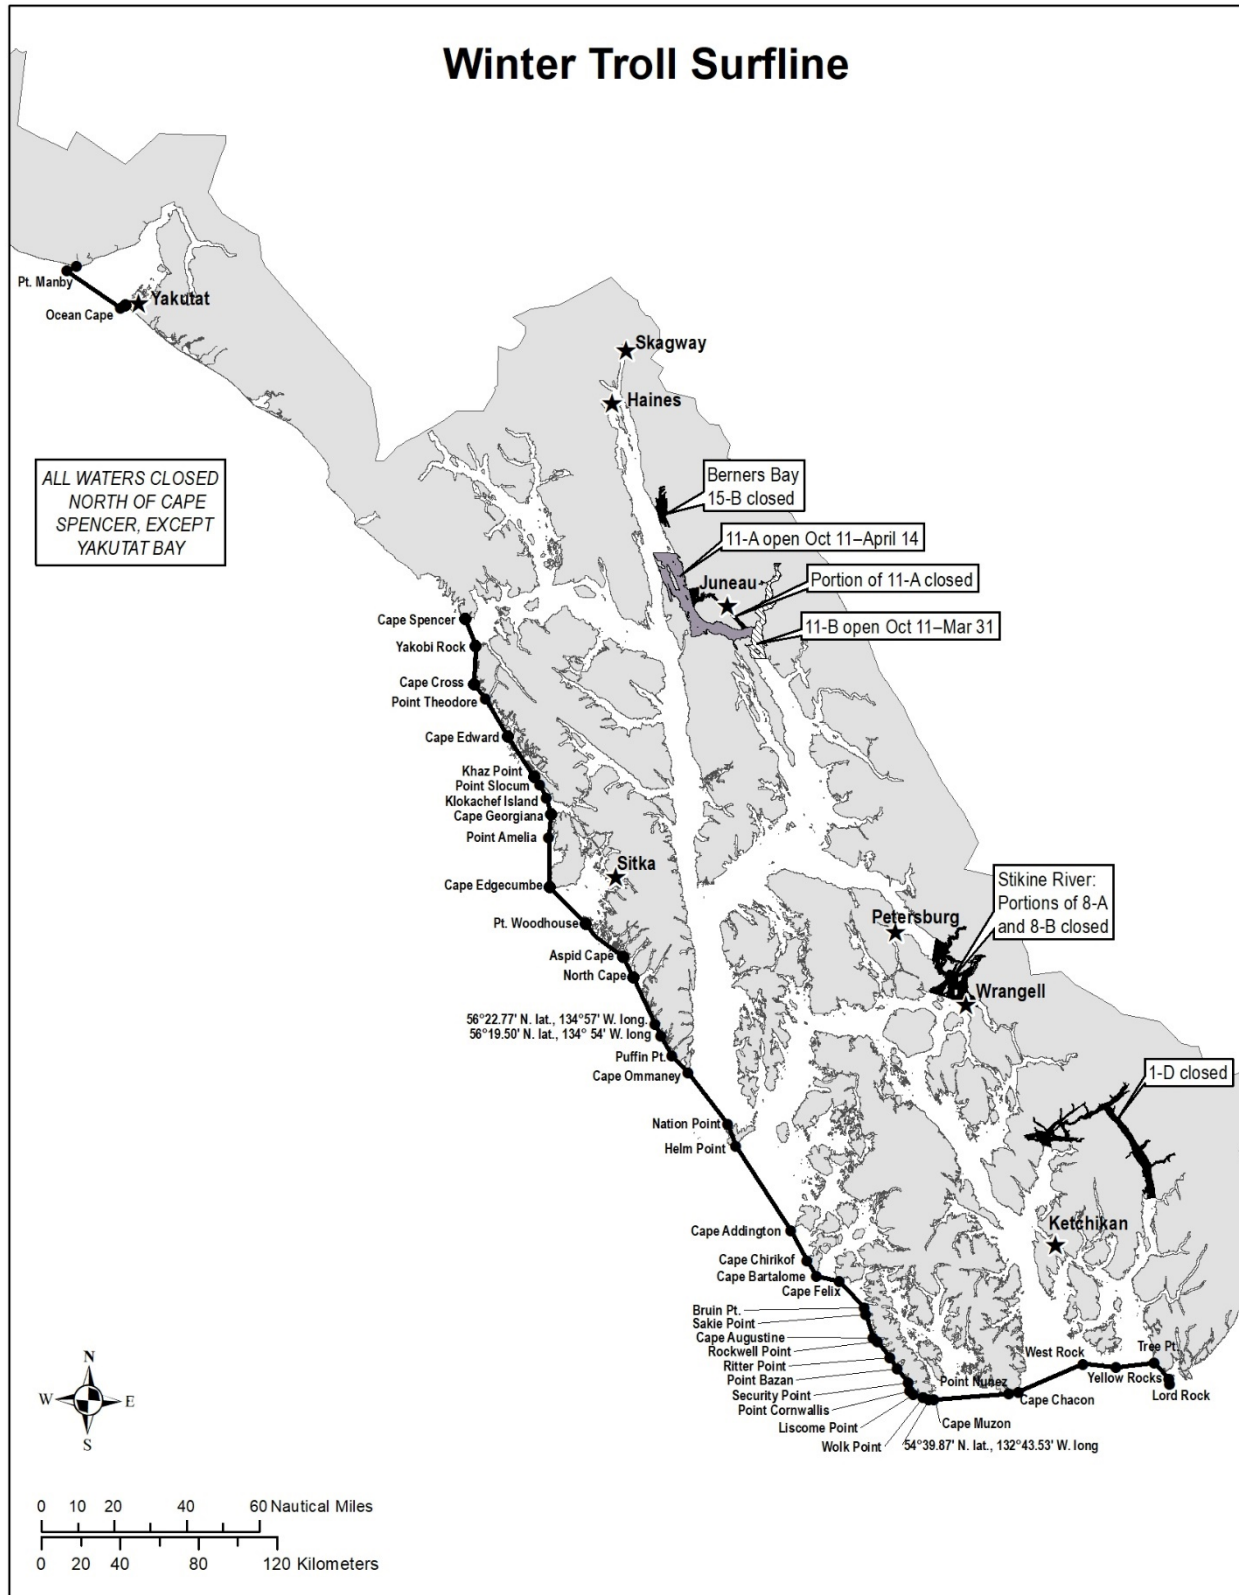 Winter Troll Surfline
Pt. Manby
Ocean Cape
Yakutat
Skagway
Haines
ALL WATERS CLOSED
NORTH OF CAPE
SPENCER, EXCEPT
YAKUTAT BAY
Berners Bay
15-B closed
11-A open Oct 11–April 14
Juneau
Portion of 11-A closed
11-B open Oct 11–Mar 31
Cape Spencer
Yakobi Rock
Cape Cross
Point Theodore
Cape Edward
Khaz Point
Point Slocum
Klokachef Island
Cape Georgiana
Point Amelia
Sitka
Cape Edgecumbe
Pt. Woodhouse
Aspid Cape
North Cape
Stikine River:
Portions of 8-A
and 8-B closed
Petersburg
Wrangell
56°22.77' N. lat., 134°57' W. long.
56°19.50' N. lat., 134° 54' W. long
Puffin Pt.
Cape Ommaney
1-D closed
Nation Point
Helm Point
Ketchikan
Cape Addington
Cape Chirikof
Cape Bartalome
Cape Felix
Bruin Pt.
Sakie Point
Cape Augustine
Rockwell Point
Ritter Point
Point Bazan
Security Point
Point Cornwallis
Liscome Point
Wolk Point
54°39.87' N. lat., 132°43.53' W. long
Cape Muzon
Point Nunez
Cape Chacon
West Rock
Yellow Rocks
Tree Pt.
Lord Rock
N
W
E
S
0 10 20 40 60 Nautical Miles
0 20 40 80 120 Kilometers